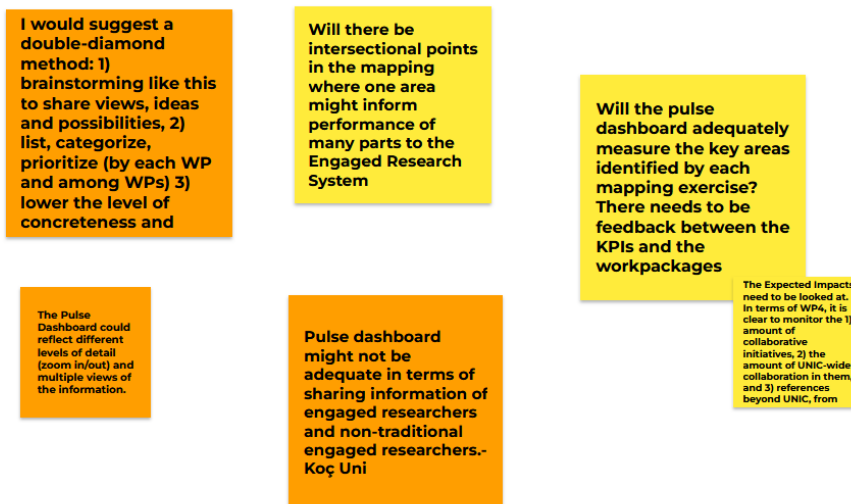 I would suggest a
double-diamond
method: 1)
brainstorming like this
to share views, ideas
and possibilities, 2)
list, categorize,
prioritize (by each WP
and among WPs) 3)
lower the level of
concreteness and
Will there be
intersectional points
in the mapping
where one area
might inform
performance of
many parts to the
Engaged Research
System
Will the pulse
dashboard adequately
measure the key areas
identified by each
mapping exercise?
There needs to be
feedback between the
KPIs and the
workpackages
The Expected Impacts
need to be looked at.
In terms of WP4, it is
clear to monitor the 1)
amount of
collaborative
initiatives, 2) the
amount of UNIC-wide
collaboration in them,
and 3) references
beyond UNIC, from
The Pulse
Dashboard could
reflect different
levels of detail
(zoom in/out) and
multiple views of
the information.
Pulse dashboard
might not be
adequate in terms of
sharing information of
engaged researchers
and non-traditional
engaged researchers.-
Koç Uni